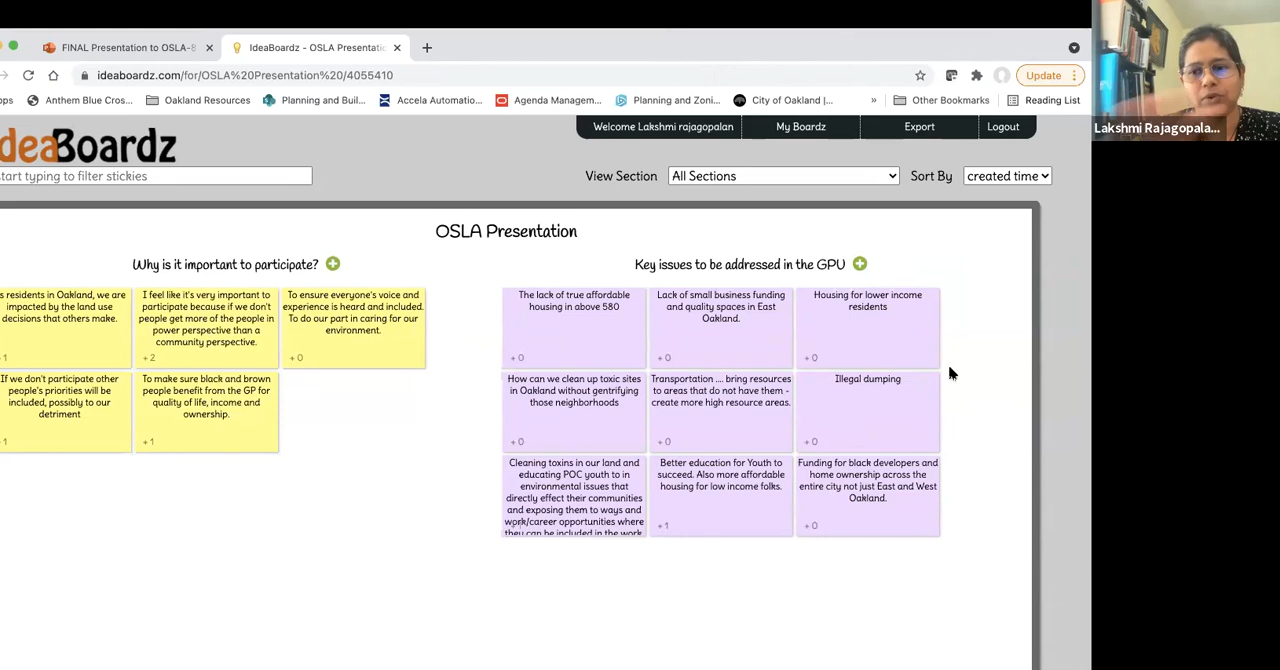 FINAL Presentation to OSLA-8
IdeaBoardz - OSLA Presentatio
ideaboardz.com/for/OSLA%20Presentation%20/4055410
Update
Anthem Blue Cros...
Oakland Resources
Planning and Buil...
Accela Automatio...
Agenda Managem...
Planning and Zoni...
City of Oakland |...
»
Other Bookmarks
Reading List
Lakshmi Rajagopala...
deaBoardz
Welcome Lakshmi rajagopalan
My Boardz
Export
Logout
tart typing to filter stickies
View Section
All Sections
Sort By
created time
OSLA Presentation
Why is it important to participate?
s residents in Oakland, we are
impacted by the land use
decisions that others make.
1
I feel like it's very important to
participate because if we don't
people get more of the people in
power perspective than a
community perspective.
+2
To ensure everyone's voice and
experience is heard and included.
To do our part in caring for our
environment.
+0
If we don't participate other
people's priorities will be
included, possibly to our
detriment
1
To make sure black and brown
people benefit from the GP for
quality of life, income and
ownership.
+1
Key issues to be addressed in the GPU
The lack of true affordable
housing in above 580
+0
Lack of small business funding
and quality spaces in East
Oakland.
+0
Housing for lower income
residents
+0
How can we clean up toxic sites
in Oakland without gentrifying
those neighborhoods
+0
Transportation .... bring resources
to areas that do not have them -
create more high resource areas.
+0
Illegal dumping
+0
Cleaning toxins in our land and
educating POC youth to in
environmental issues that
directly effect their communities
and exposing them to ways and
work/career opportunities where
they can be included in the work
Better education for Youth to
succeed. Also more affordable
housing for low income folks.
+1
Funding for black developers and
home ownership across the
entire city not just East and West
Oakland.
+0